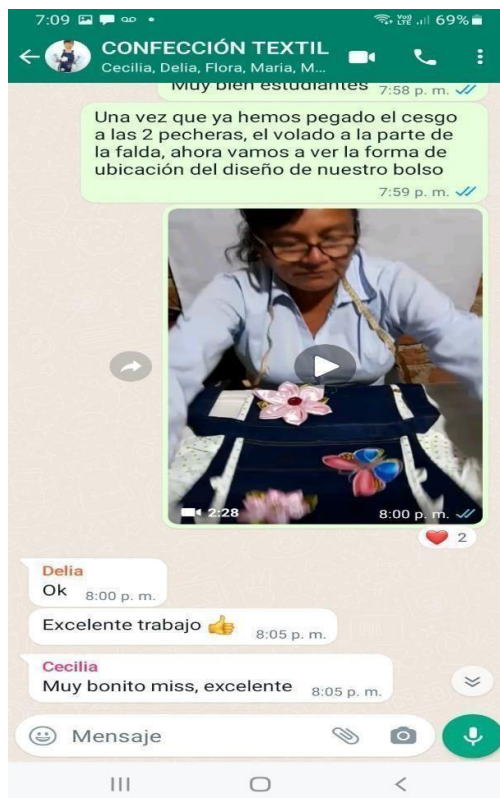 7:09
Vo)) LTE 69%
CONFECCIÓN TEXTIL
Cecilia, Delia, Flora, Maria, M...
Muy bien estudiantes 7:58 p. m.
Una vez que ya hemos pegado el cesgo
a las 2 pecheras, el volado a la parte de
la falda, ahora vamos a ver la forma de
ubicación del diseño de nuestro bolso
7:59 p. m.
2:28 8:00 p. m.
2
Delia
Ok 8:00 p. m.
Excelente trabajo 👍 8:05 p. m.
Cecilia
Muy bonito miss, excelente 8:05 p. m.
Mensaje